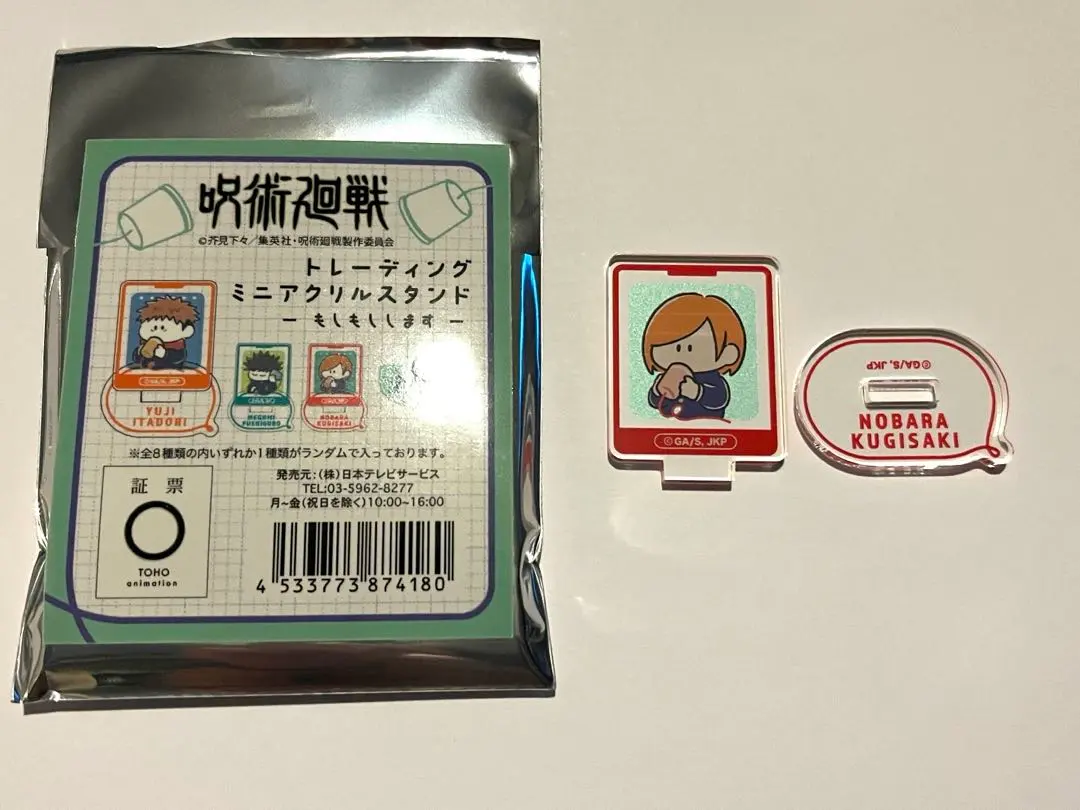 呪術廻戦
©芥見下々/集英社・呪術廻戦製作委員会
トレーディング
ミニアクリルスタンド
ー もしもしします ー
©GA/S, JKP
YUJI
ITADORI
MEGUMI
FUSHIGURO
NOBARA
KUGISAKI
※全8種類の内いずれか1種類がランダムで入っております。
発売元:(株)日本テレビサービス
TEL:03-5962-8277
月~金(祝日を除く)10:00~16:00
証 票
TOHO
animation
4 533773 874180
©GA/S, JKP
©GA/S, JKP
NOBARA
KUGISAKI